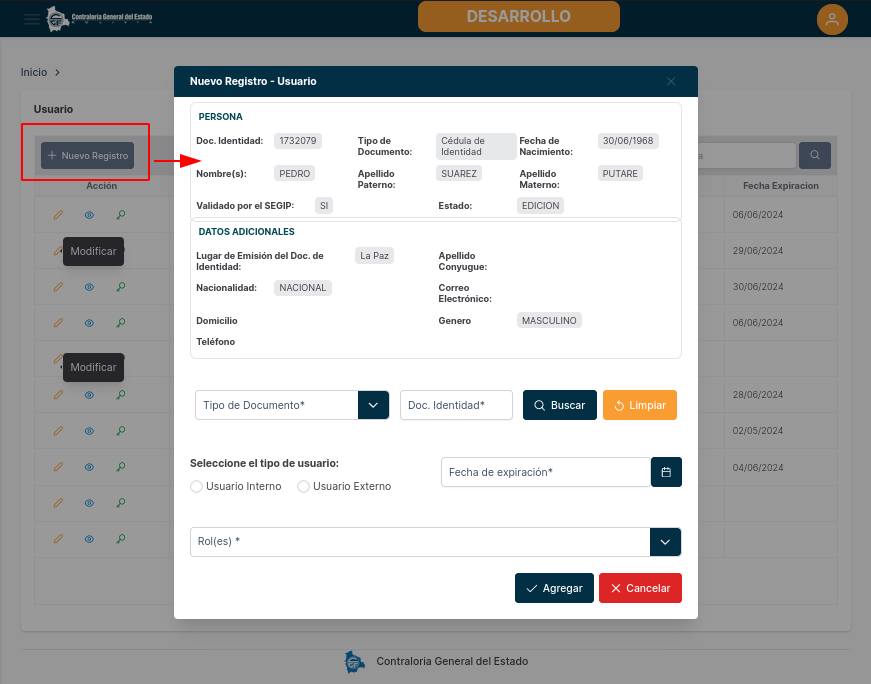 Contraloría General del Estado
BOLIVIA
DESARROLLO
Inicio
Usuario
Nuevo Registro
Acción
Fecha Expiracion
06/06/2024
29/06/2024
Modificar
30/06/2024
06/06/2024
Modificar
28/06/2024
02/05/2024
04/06/2024
Nuevo Registro - Usuario
PERSONA
Doc. Identidad: 1732079 Tipo de Documento: Cédula de Identidad Fecha de Nacimiento: 30/06/1968
Nombre(s): PEDRO Apellido Paterno: SUAREZ Apellido Materno: PUTARE
Validado por el SEGIP: SI Estado: EDICION
DATOS ADICIONALES
Lugar de Emisión del Doc. de Identidad: La Paz Apellido Conyugue:
Nacionalidad: NACIONAL Correo Electrónico:
Domicilio Genero MASCULINO
Teléfono
Tipo de Documento* Doc. Identidad* Buscar Limpiar
Seleccione el tipo de usuario: Fecha de expiración*
Usuario Interno Usuario Externo
Rol(es) *
Agregar Cancelar
Contraloría General del Estado